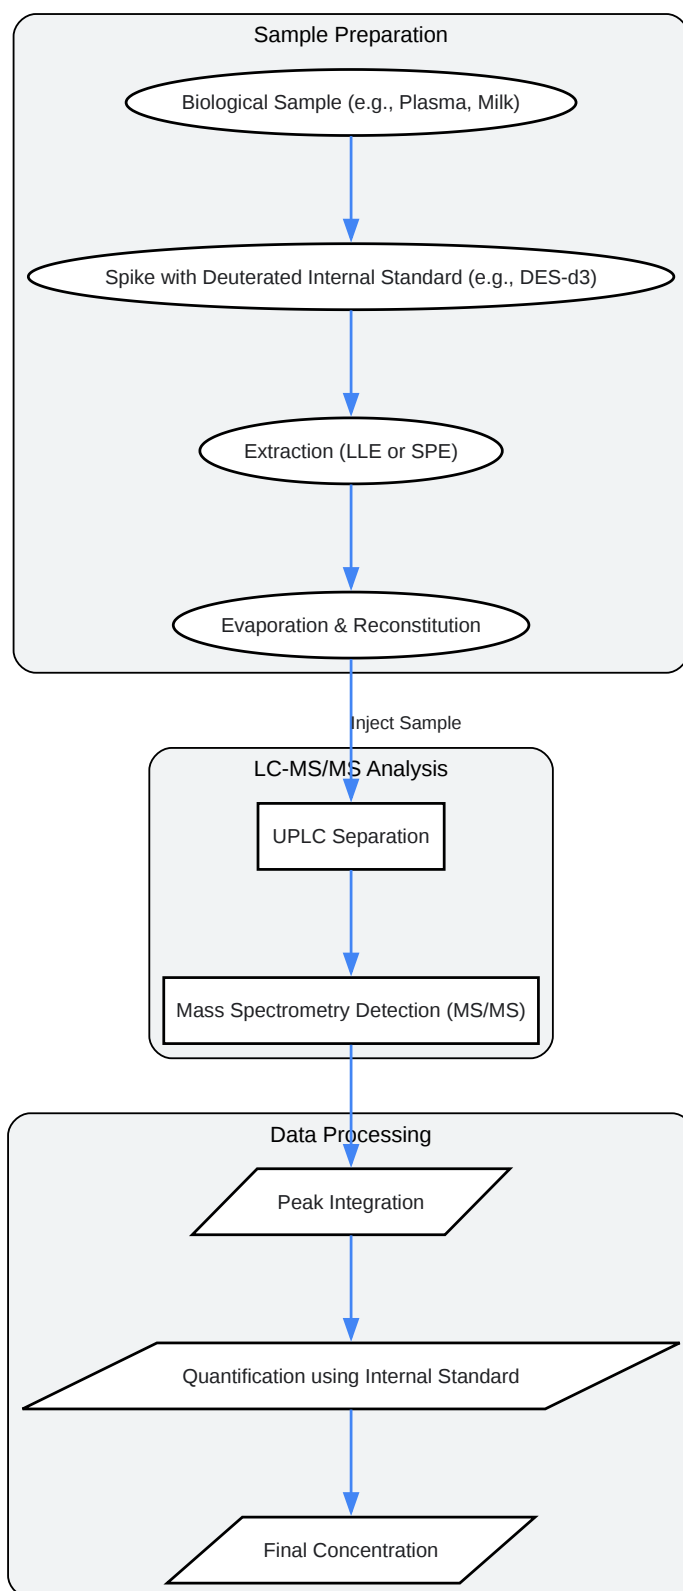 Sample Preparation
Biological Sample (e.g., Plasma, Milk)
Spike with Deuterated Internal Standard (e.g., DES-d3)
Extraction (LLE or SPE)
Evaporation & Reconstitution
Inject Sample
LC-MS/MS Analysis
UPLC Separation
Mass Spectrometry Detection (MS/MS)
Data Processing
Peak Integration
Quantification using Internal Standard
Final Concentration